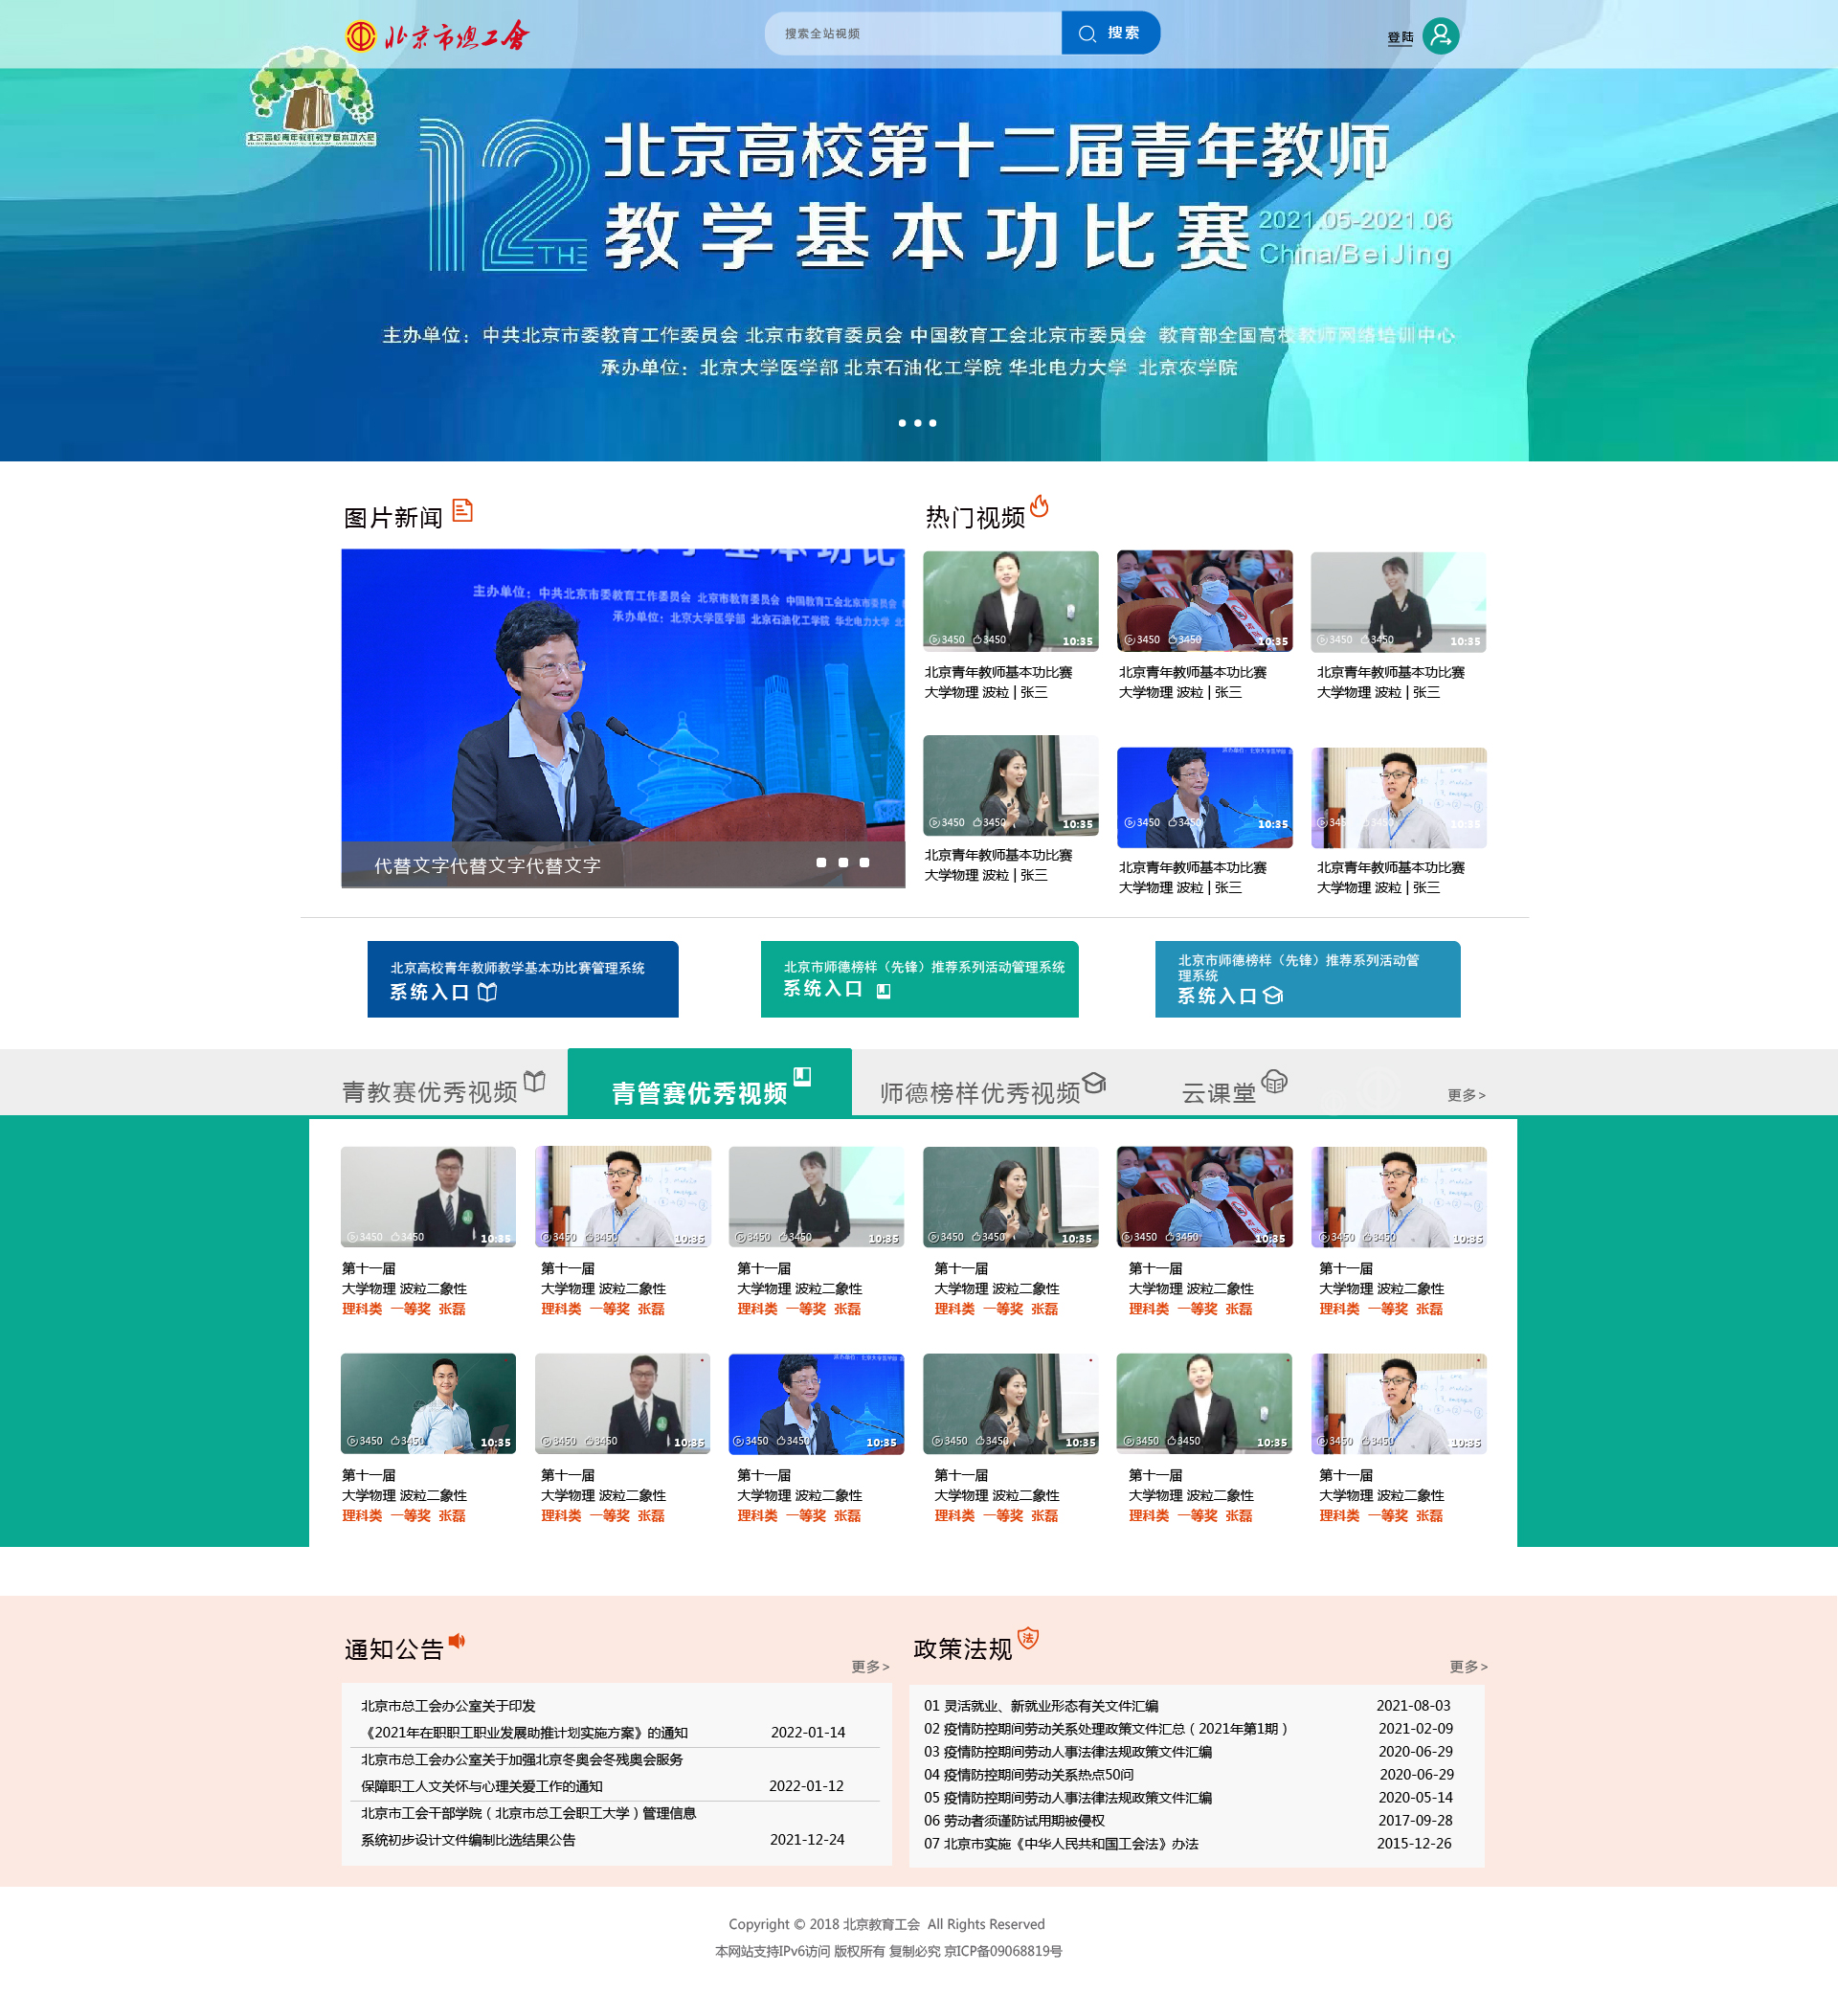 北京市总工會
搜索全站视频
搜索
登陆
北京高校青年教师教学基本功大赛
12TH
北京高校第十二届青年教师
教学基本功比赛
2021.05-2021.06
China/BeiJing
主办单位：中共北京市委教育工作委员会 北京市教育委员会 中国教育工会北京市委员会 教育部全国高校教师网络培训中心
承办单位：北京大学医学部 北京石油化工学院 华北电力大学 北京农学院
图片新闻
主办单位：中共北京市委教育工作委员会 北京市教育委员会 中国教育工会北京市委员会
承办单位：北京大学医学部 北京石油化工学院 华北电力大学
代替文字代替文字代替文字
热门视频
3450 3450 10:35
3450 3450 10:35
3450 3450 10:35
北京青年教师基本功比赛
大学物理 波粒 | 张三
北京青年教师基本功比赛
大学物理 波粒 | 张三
北京青年教师基本功比赛
大学物理 波粒 | 张三
3450 3450 10:35
3450 3450 10:35
3450 3450 10:35
北京青年教师基本功比赛
大学物理 波粒 | 张三
北京青年教师基本功比赛
大学物理 波粒 | 张三
北京青年教师基本功比赛
大学物理 波粒 | 张三
北京高校青年教师教学基本功比赛管理系统
系统入口
北京市师德榜样（先锋）推荐系列活动管理系统
系统入口
北京市师德榜样（先锋）推荐系列活动管
理系统
系统入口
青教赛优秀视频
青管赛优秀视频
师德榜样优秀视频
云课堂
更多>
3450 3450 10:35
3450 3450 10:35
3450 3450 10:35
3450 3450 10:35
3450 3450 10:35
3450 3450 10:35
第十一届
大学物理 波粒二象性
理科类 一等奖 张磊
第十一届
大学物理 波粒二象性
理科类 一等奖 张磊
第十一届
大学物理 波粒二象性
理科类 一等奖 张磊
第十一届
大学物理 波粒二象性
理科类 一等奖 张磊
第十一届
大学物理 波粒二象性
理科类 一等奖 张磊
第十一届
大学物理 波粒二象性
理科类 一等奖 张磊
3450 3450 10:35
3450 3450 10:35
3450 3450 10:35
3450 3450 10:35
3450 3450 10:35
3450 3450 10:35
第十一届
大学物理 波粒二象性
理科类 一等奖 张磊
第十一届
大学物理 波粒二象性
理科类 一等奖 张磊
第十一届
大学物理 波粒二象性
理科类 一等奖 张磊
第十一届
大学物理 波粒二象性
理科类 一等奖 张磊
第十一届
大学物理 波粒二象性
理科类 一等奖 张磊
第十一届
大学物理 波粒二象性
理科类 一等奖 张磊
通知公告
更多>
北京市总工会办公室关于印发
《2021年在职职工职业发展助推计划实施方案》的通知 2022-01-14
北京市总工会办公室关于加强北京冬奥会冬残奥会服务
保障职工人文关怀与心理关爱工作的通知 2022-01-12
北京市工会干部学院（北京市总工会职工大学）管理信息
系统初步设计文件编制比选结果公告 2021-12-24
政策法规
法
更多>
01 灵活就业、新就业形态有关文件汇编 2021-08-03
02 疫情防控期间劳动关系处理政策文件汇总（2021年第1期） 2021-02-09
03 疫情防控期间劳动人事法律法规政策文件汇编 2020-06-29
04 疫情防控期间劳动关系热点50问 2020-06-29
05 疫情防控期间劳动人事法律法规政策文件汇编 2020-05-14
06 劳动者须谨防试用期被侵权 2017-09-28
07 北京市实施《中华人民共和国工会法》办法 2015-12-26
Copyright © 2018 北京教育工会 All Rights Reserved
本网站支持IPv6访问 版权所有 复制必究 京ICP备09068819号